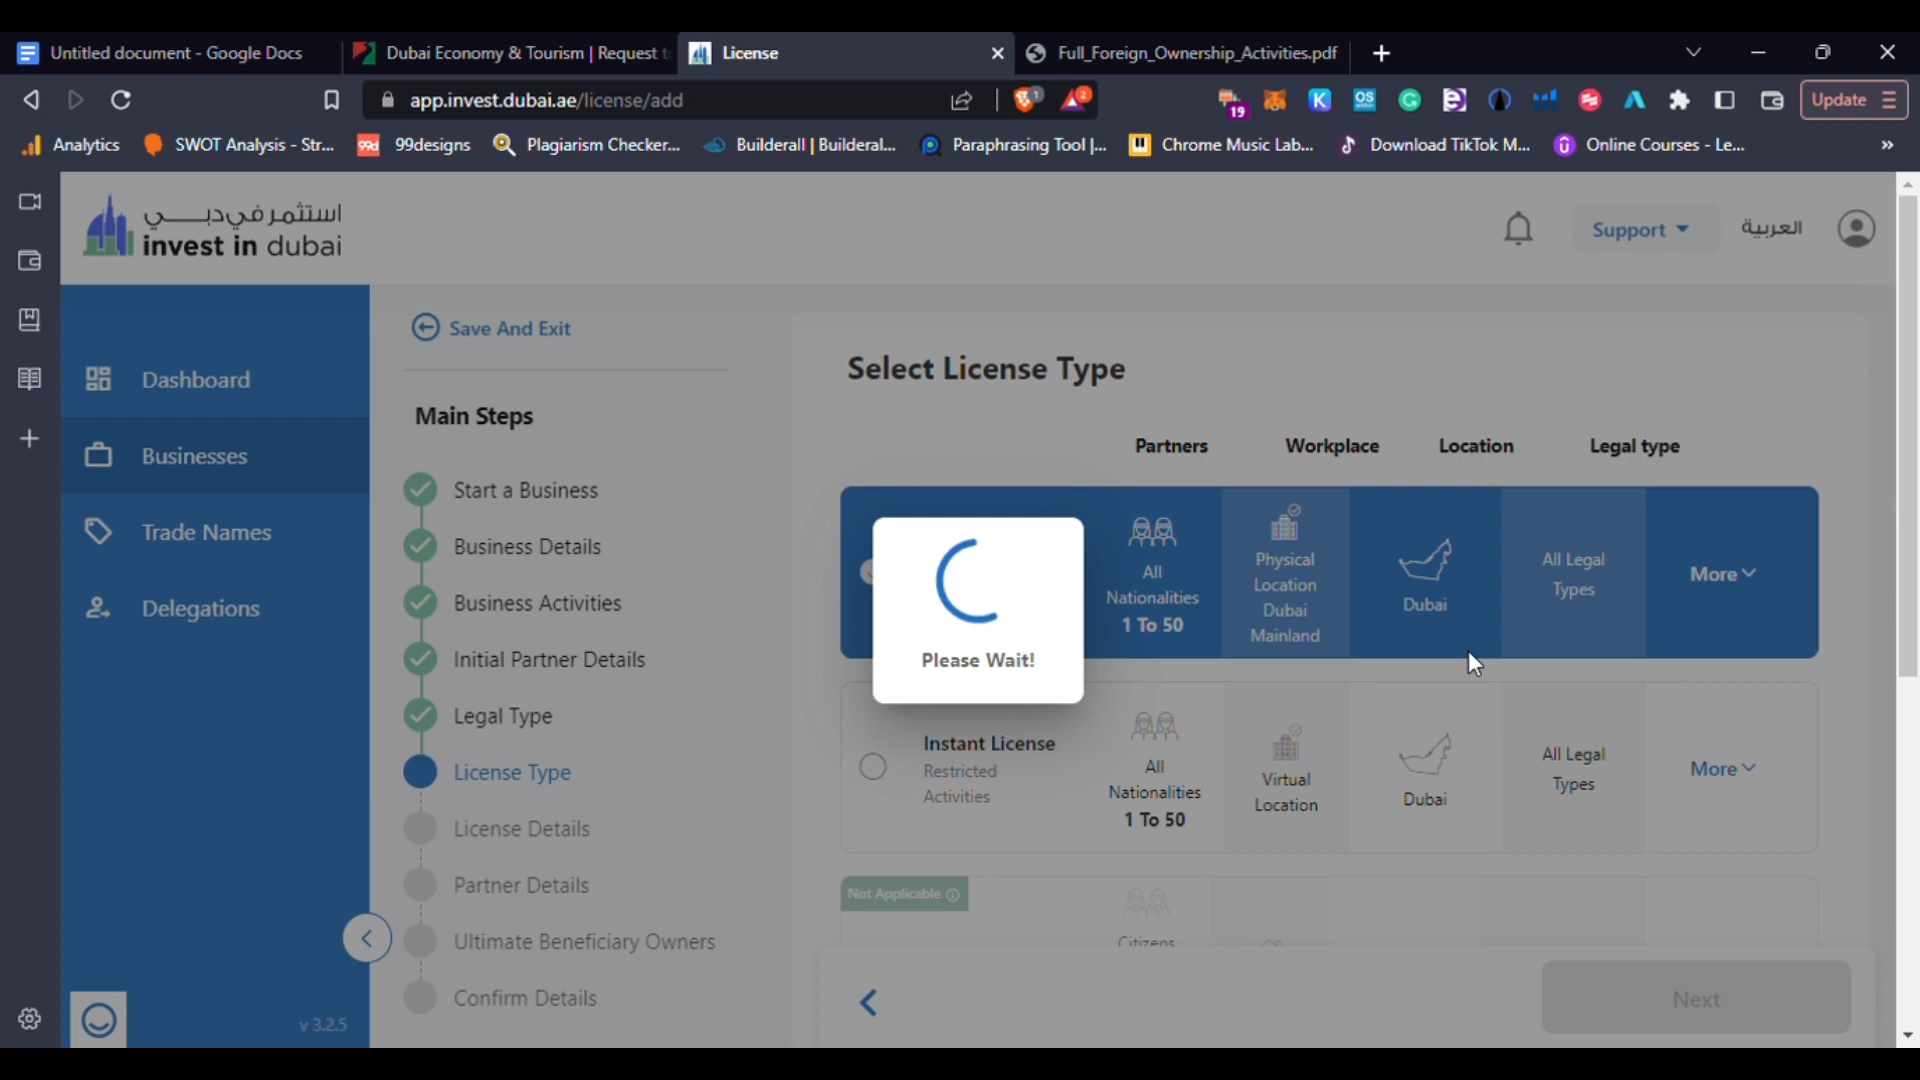 Untitled document - Google Docs
Dubai Economy & Tourism | Request t
License
Full_Foreign_Ownership_Activities.pdf
app.invest.dubai.ae/license/add
1
2
19
K
OS
Update
Analytics
SWOT Analysis - Str...
99d
99designs
Plagiarism Checker...
Builderall | Builderal...
Paraphrasing Tool |...
Chrome Music Lab...
Download TikTok M...
Online Courses - Le...
»
استثمر في دبي
invest in dubai
Support
العربية
Dashboard
Businesses
Trade Names
Delegations
v 3.2.5
Save And Exit
Main Steps
Start a Business
Business Details
Business Activities
Initial Partner Details
Legal Type
License Type
License Details
Partner Details
Ultimate Beneficiary Owners
Confirm Details
Select License Type
Partners
Workplace
Location
Legal type
All
Nationalities
1 To 50
Physical
Location
Dubai
Mainland
Dubai
All Legal
Types
More
Please Wait!
Instant License
Restricted
Activities
All
Nationalities
1 To 50
Virtual
Location
Dubai
All Legal
Types
More
Not Applicable
Citizens
Next